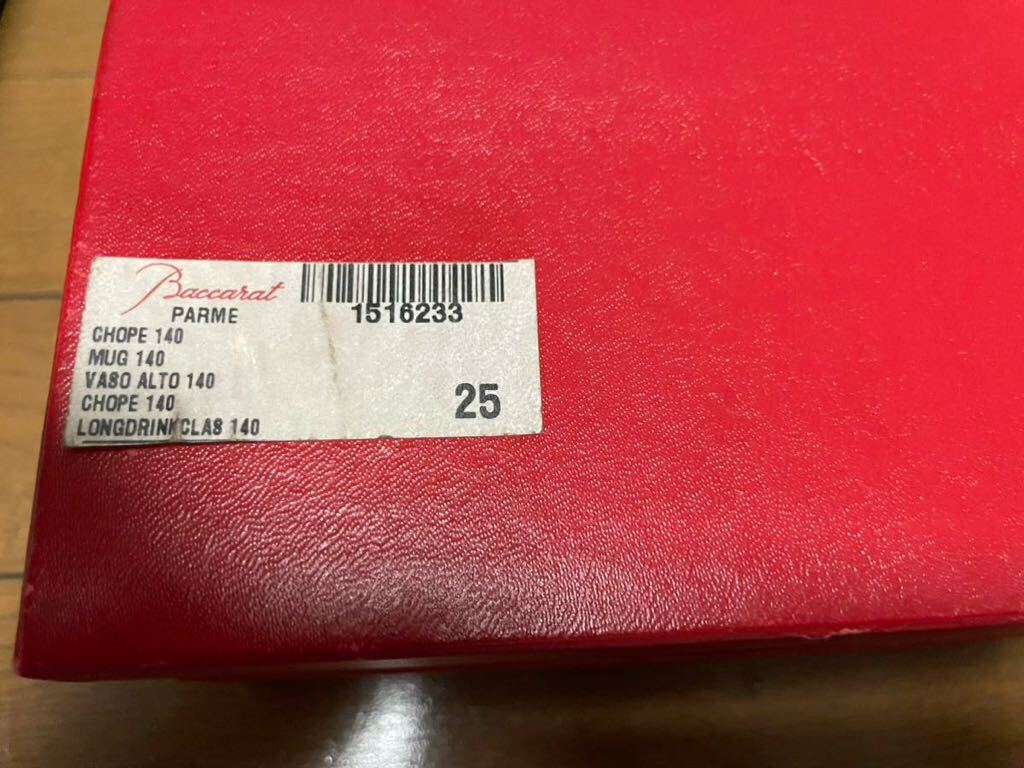 Baccarat
PARME
1516233
CHOPE 140
MUG 140
VASO ALTO 140
CHOPE 140
LONGDRINKCLAS 140
25